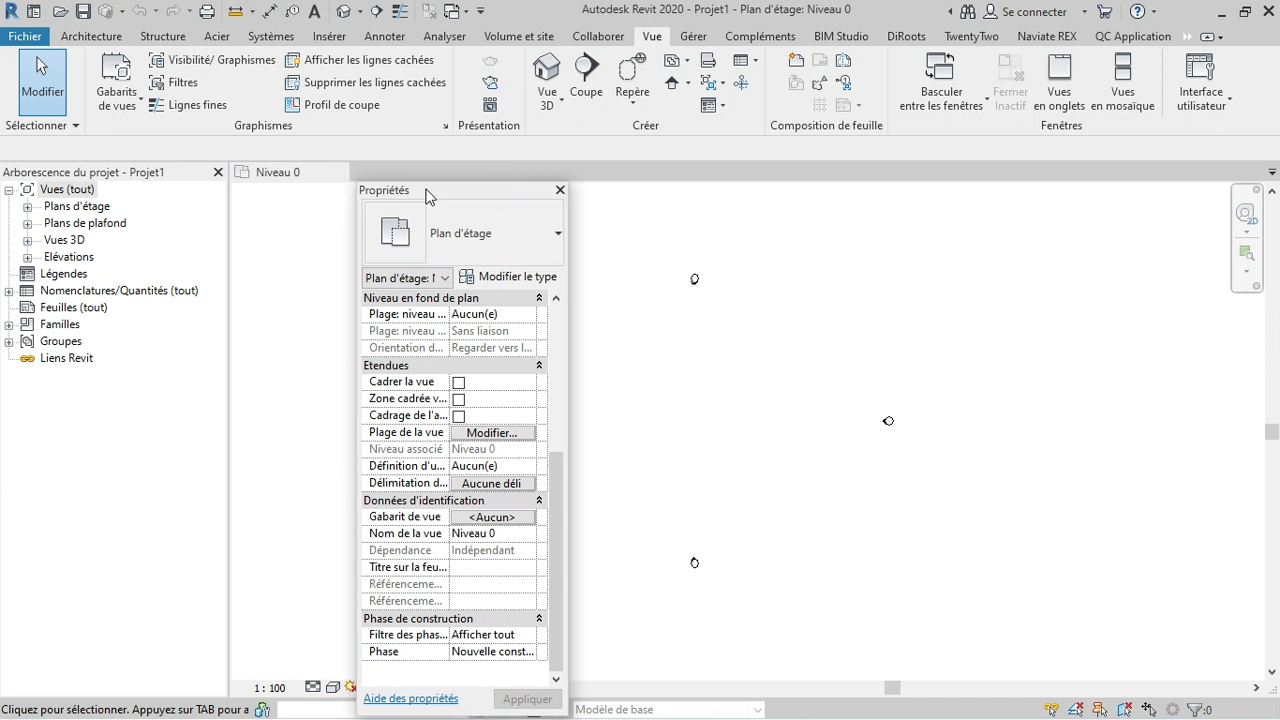 Autodesk Revit 2020 - Projet1 - Plan d'étage: Niveau 0
Se connecter
Fichier Architecture Structure Acier Systèmes Insérer Annoter Analyser Volume et site Collaborer Vue Gérer Compléments BIM Studio DiRoots TwentyTwo Naviate REX QC Application
Modifier
Sélectionner
Gabarits
de vues
Visibilité/ Graphismes
Filtres
Lignes fines
Afficher les lignes cachées
Supprimer les lignes cachées
Profil de coupe
Graphismes
Présentation
Vue
3D
Coupe
Repère
Créer
Composition de feuille
Basculer
entre les fenêtres
Fermer
Inactif
Vues
en onglets
Vues
en mosaïque
Fenêtres
Interface
utilisateur
Arborescence du projet - Projet1
Vues (tout)
Plans d'étage
Plans de plafond
Vues 3D
Elévations
Légendes
Nomenclatures/Quantités (tout)
Feuilles (tout)
Familles
Groupes
Liens Revit
Niveau 0
Propriétés
Plan d'étage
Plan d'étage: N
Modifier le type
Niveau en fond de plan
Plage: niveau ... Aucun(e)
Plage: niveau ... Sans liaison
Orientation d... Regarder vers l...
Etendues
Cadrer la vue
Zone cadrée v...
Cadrage de l'a...
Plage de la vue Modifier...
Niveau associé Niveau 0
Définition d'u... Aucun(e)
Délimitation d... Aucune déli
Données d'identification
Gabarit de vue <Aucun>
Nom de la vue Niveau 0
Dépendance Indépendant
Titre sur la feu...
Référenceme...
Référenceme...
Phase de construction
Filtre des phas... Afficher tout
Phase Nouvelle const...
Aide des propriétés
Appliquer
2D
1 : 100
Cliquez pour sélectionner. Appuyez sur TAB pour a
Modèle de base
:0